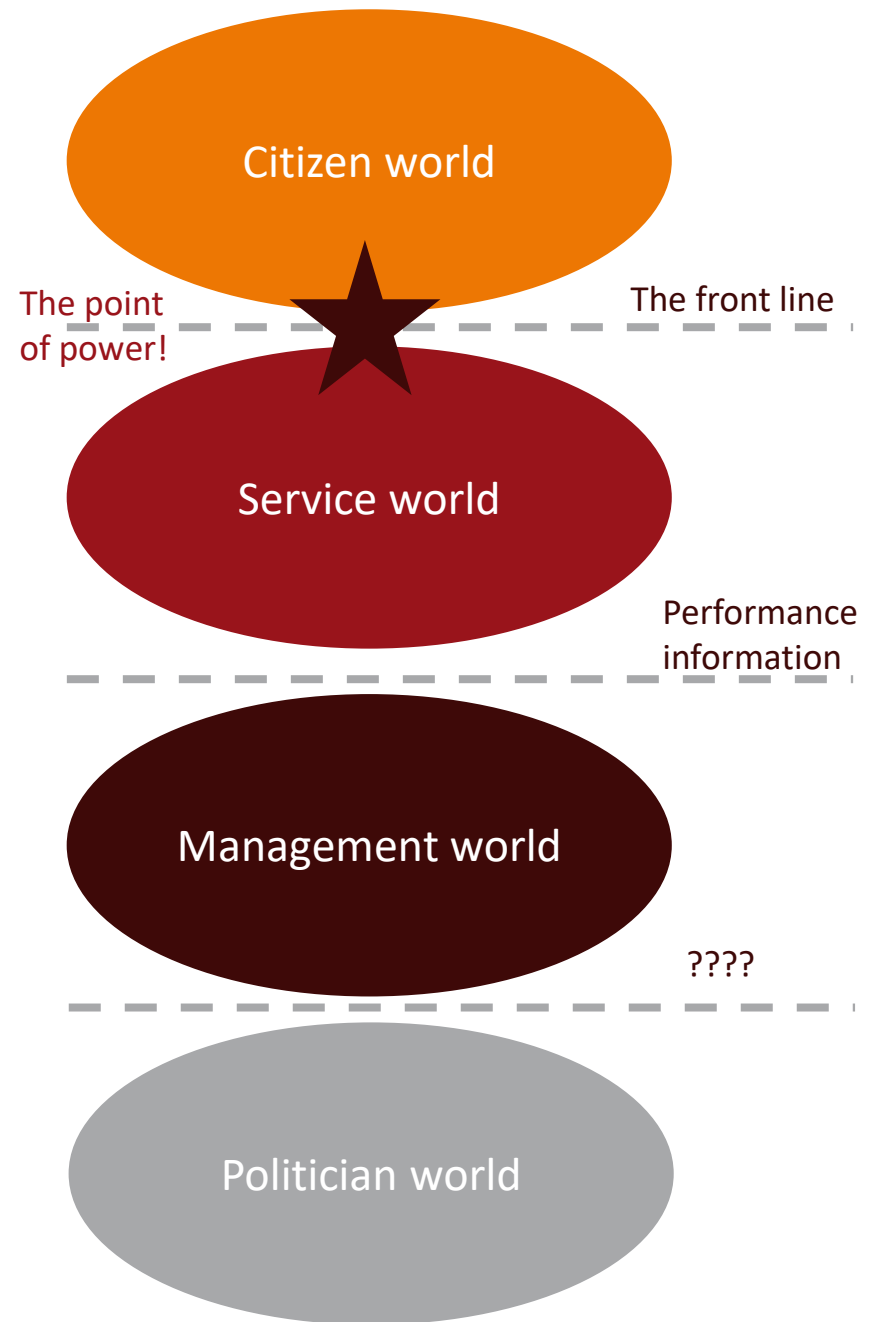 Citizen world
The point
of power!
The front line
Service world
Performance
information
Management world
????
Politician world